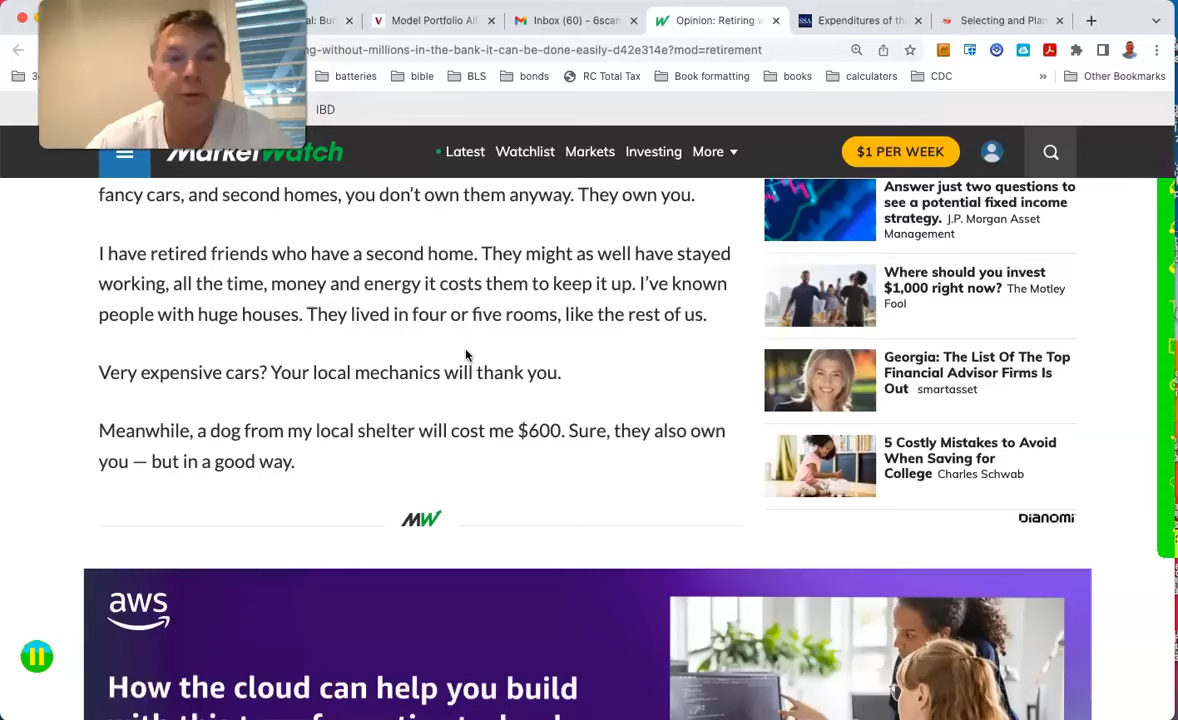 al: Bur
Model Portfolio All
Inbox (60) - 6scan
Opinion: Retiring w
Expenditures of the
Selecting and Plan
g-without-millions-in-the-bank-it-can-be-done-easily-d42e314e?mod=retirement
batteries
bible
BLS
bonds
RC Total Tax
Book formatting
books
calculators
CDC
»
Other Bookmarks
IBD
MarketWatch
Latest Watchlist Markets Investing More
$1 PER WEEK
fancy cars, and second homes, you don't own them anyway. They own you.
I have retired friends who have a second home. They might as well have stayed
working, all the time, money and energy it costs them to keep it up. I've known
people with huge houses. They lived in four or five rooms, like the rest of us.
Very expensive cars? Your local mechanics will thank you.
Meanwhile, a dog from my local shelter will cost me $600. Sure, they also own
you — but in a good way.
MW
Answer just two questions to
see a potential fixed income
strategy. J.P. Morgan Asset
Management
Where should you invest
$1,000 right now? The Motley
Fool
Georgia: The List Of The Top
Financial Advisor Firms Is
Out smartasset
5 Costly Mistakes to Avoid
When Saving for
College Charles Schwab
DIANOMI
aws
How the cloud can help you build